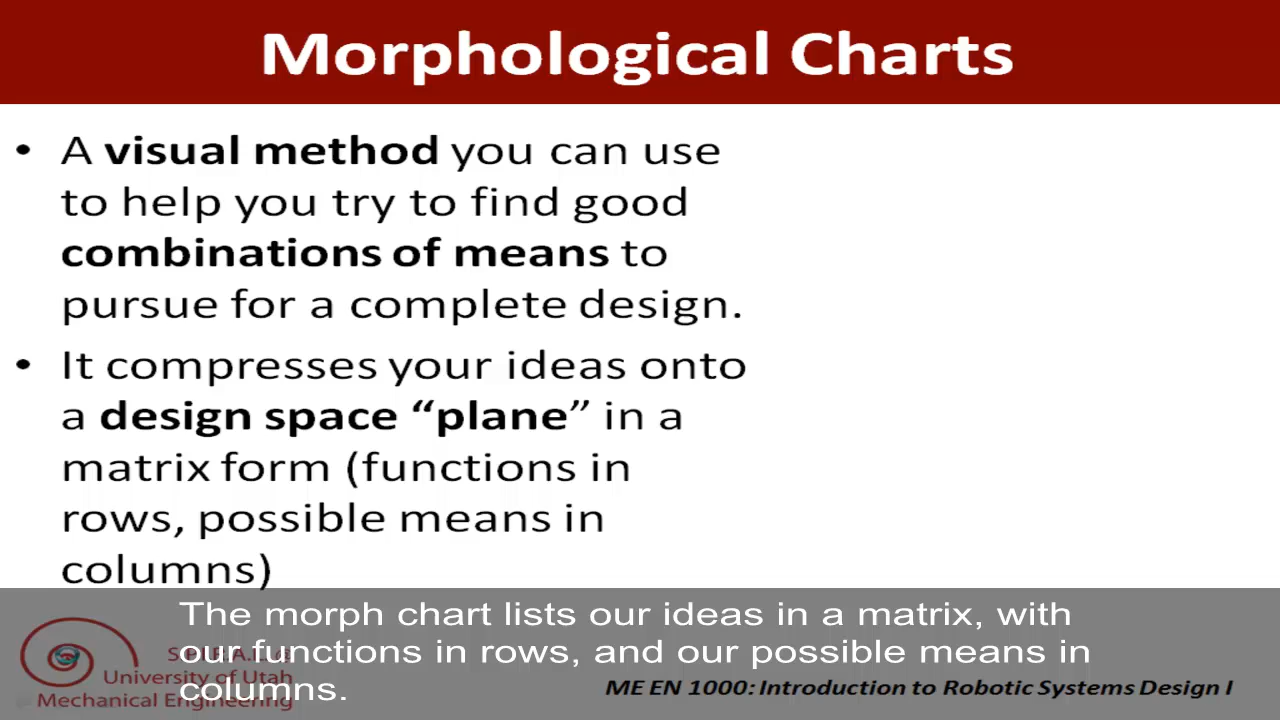 Morphological Charts
• A visual method you can use
to help you try to find good
combinations of means to
pursue for a complete design.
• It compresses your ideas onto
a design space “plane” in a
matrix form (functions in
rows, possible means in
columns)
The morph chart lists our ideas in a matrix, with
our functions in rows, and our possible means in
columns.
University of Utah
Mechanical Engineering
ME EN 1000: Introduction to Robotic Systems Design I